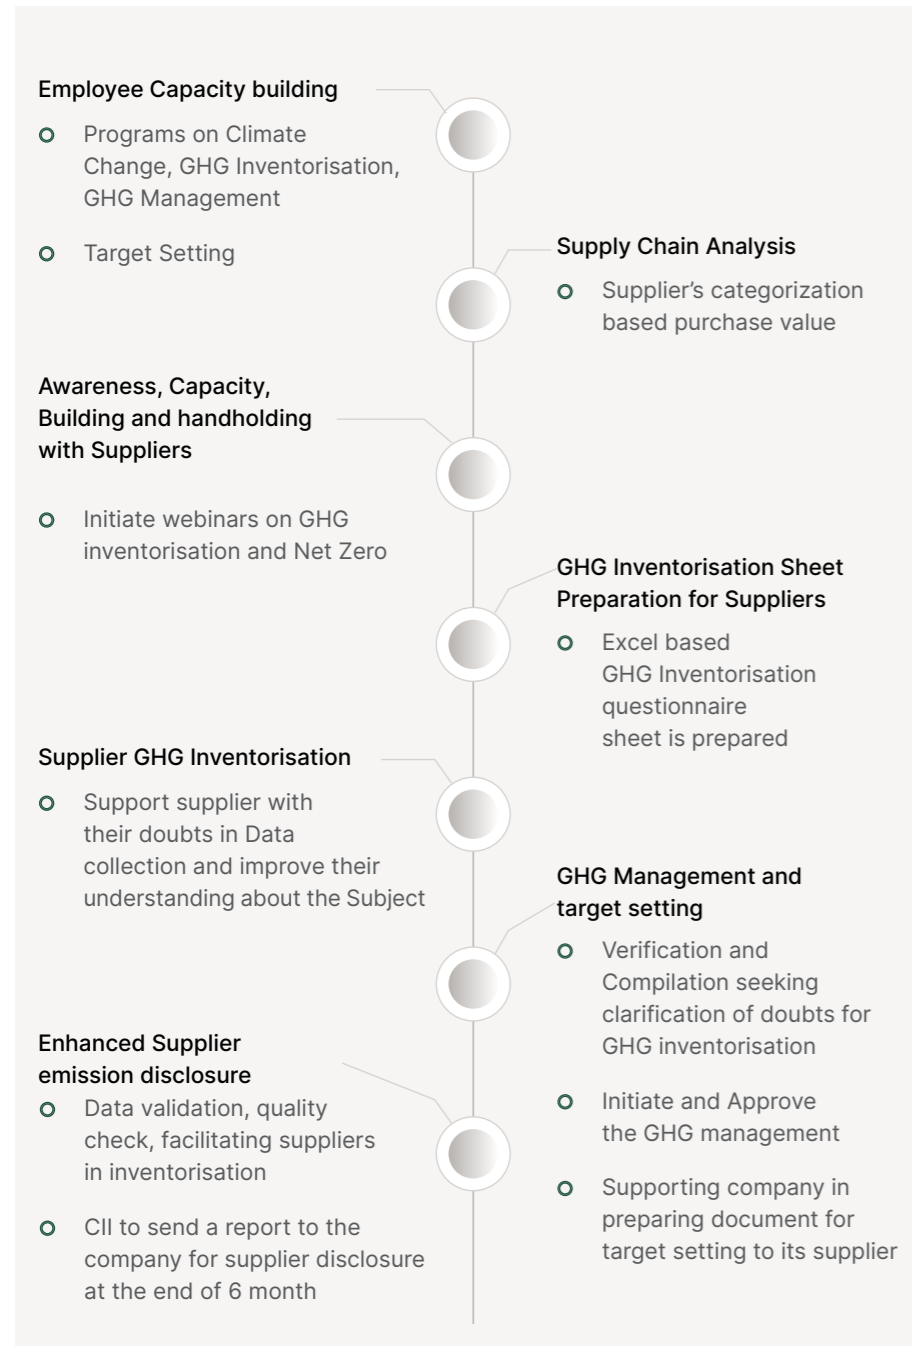 Employee Capacity building
Programs on Climate
Change, GHG Inventorisation,
GHG Management
Target Setting
Supply Chain Analysis
Supplier’s categorization
based purchase value
Awareness, Capacity,
Building and handholding
with Suppliers
Initiate webinars on GHG
inventorisation and Net Zero
GHG Inventorisation Sheet
Preparation for Suppliers
Excel based
GHG Inventorisation
questionnaire
sheet is prepared
Supplier GHG Inventorisation
Support supplier with
their doubts in Data
collection and improve their
understanding about the Subject
GHG Management and
target setting
Verification and
Compilation seeking
clarification of doubts for
GHG inventorisation
Initiate and Approve
the GHG management
Supporting company in
preparing document for
target setting to its supplier
Enhanced Supplier
emission disclosure
Data validation, quality
check, facilitating suppliers
in inventorisation
CII to send a report to the
company for supplier disclosure
at the end of 6 month